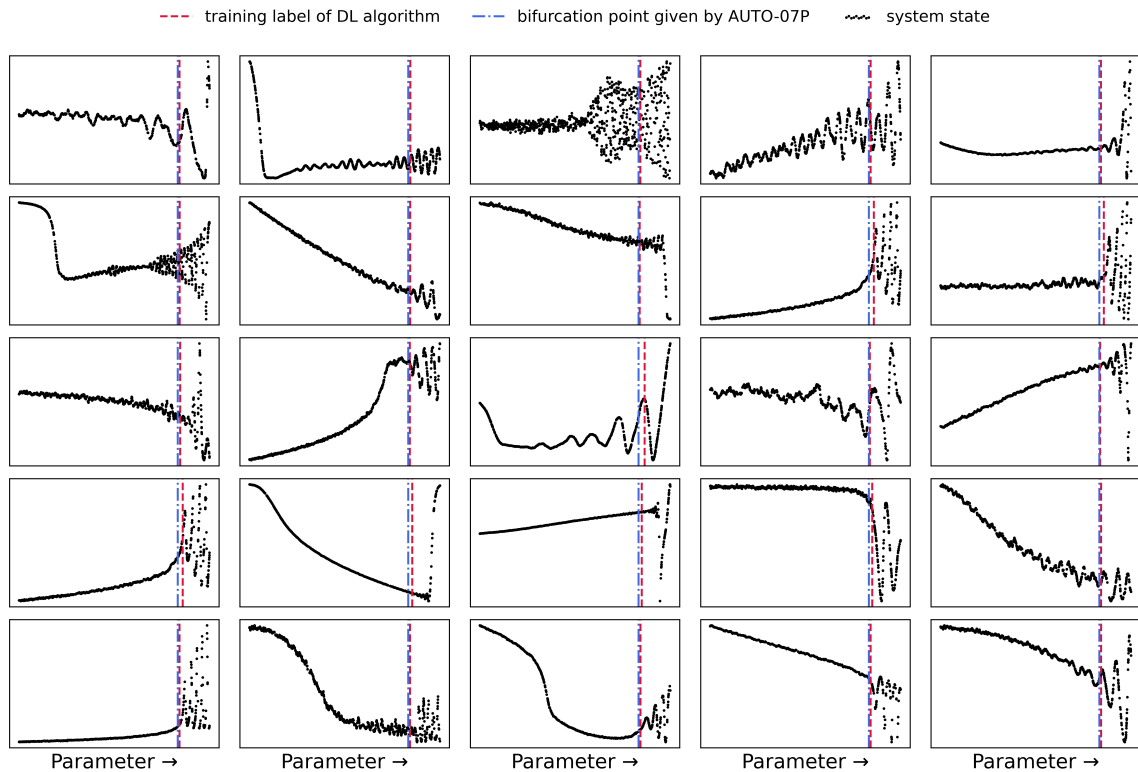 training label of DL algorithm bifurcation point given by AUTO-07P system state
Parameter → Parameter → Parameter → Parameter → Parameter →